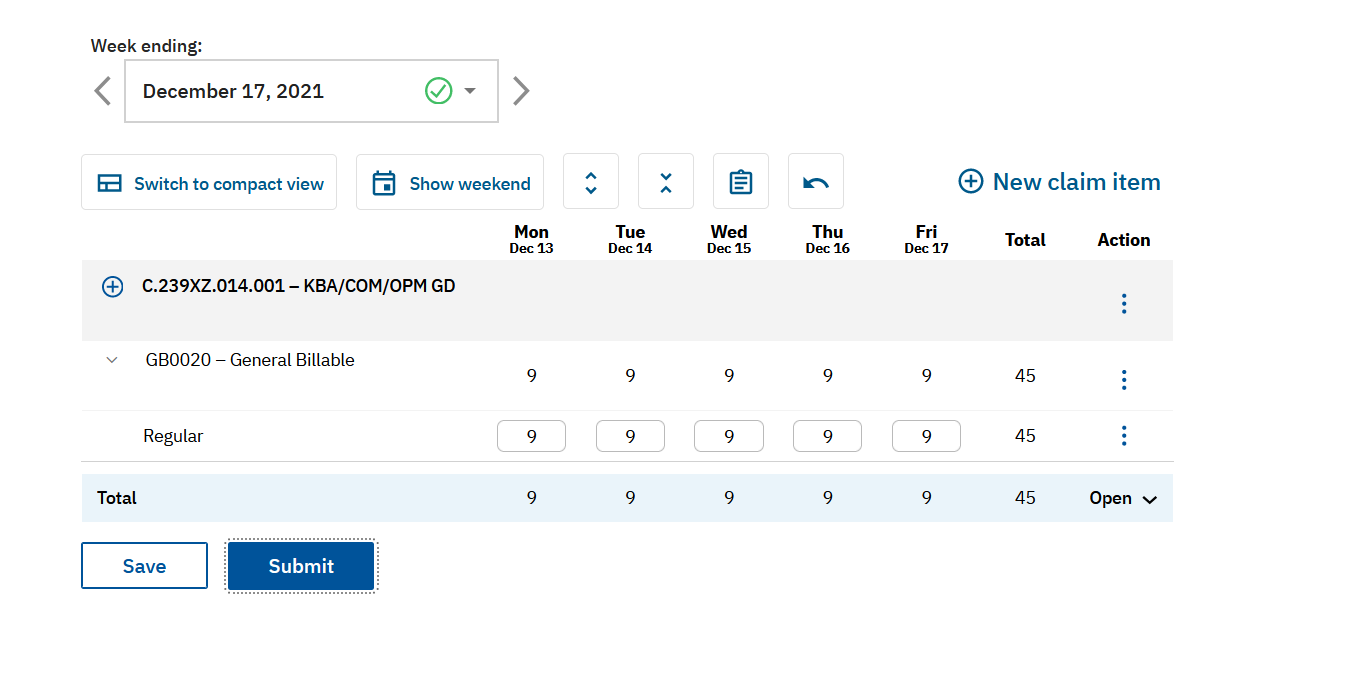 Week ending:
December 17, 2021
Switch to compact view Show weekend New claim item
Mon Tue Wed Thu Fri Total Action
Dec 13 Dec 14 Dec 15 Dec 16 Dec 17
C.239XZ.014.001 – KBA/COM/OPM GD
GB0020 – General Billable 9 9 9 9 9 45
Regular 9 9 9 9 9 45
Total 9 9 9 9 9 45 Open
Save Submit